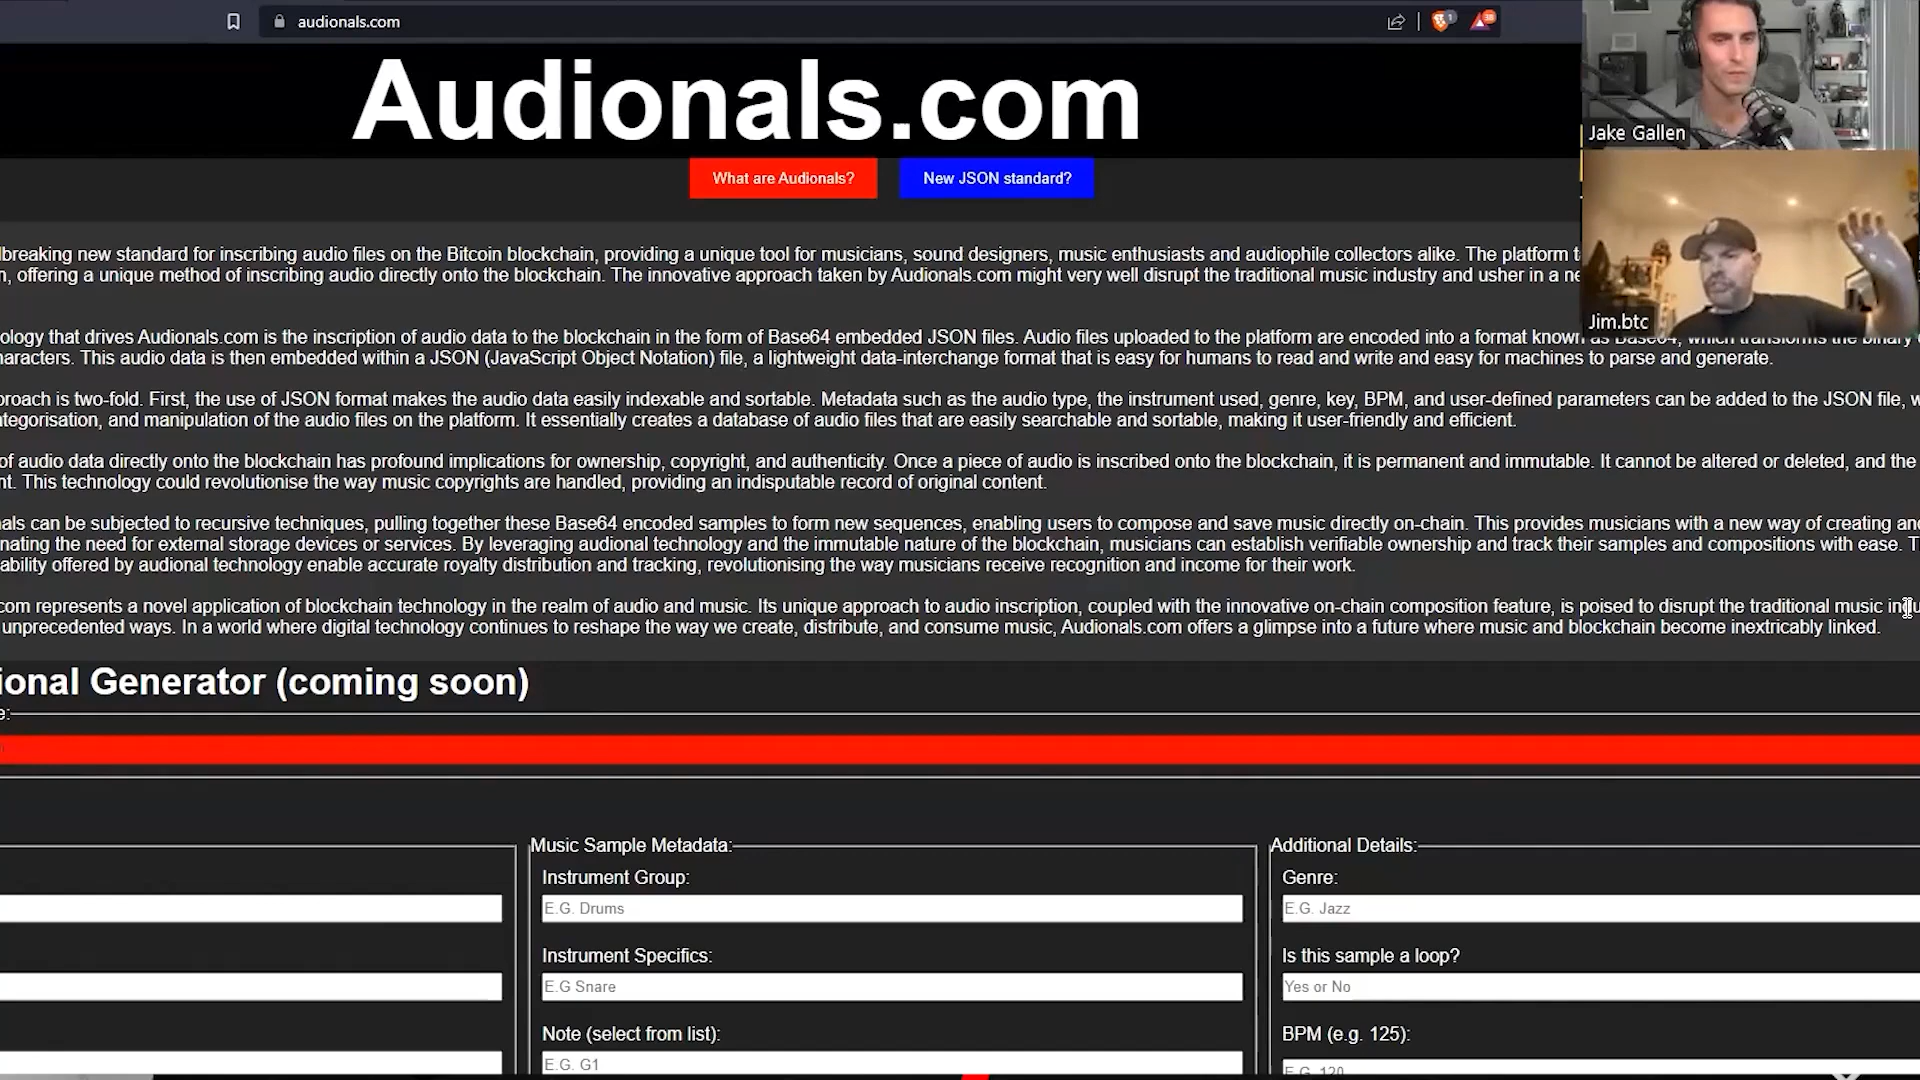 audionals.com
Audionals.com
What are Audionals?
New JSON standard?
Jake Gallen
Jim.btc
breaking new standard for inscribing audio files on the Bitcoin blockchain, providing a unique tool for musicians, sound designers, music enthusiasts and audiophile collectors alike. The platform
offering a unique method of inscribing audio directly onto the blockchain. The innovative approach taken by Audionals.com might very well disrupt the traditional music industry and usher in a
ology that drives Audionals.com is the inscription of audio data to the blockchain in the form of Base64 embedded JSON files. Audio files uploaded to the platform are encoded into a format known as Base64, which transforms the binary
haracters. This audio data is then embedded within a JSON (JavaScript Object Notation) file, a lightweight data-interchange format that is easy for humans to read and write and easy for machines to parse and generate.
proach is two-fold. First, the use of JSON format makes the audio data easily indexable and sortable. Metadata such as the audio type, the instrument used, genre, key, BPM, and user-defined parameters can be added to the JSON file,
ategorisation, and manipulation of the audio files on the platform. It essentially creates a database of audio files that are easily searchable and sortable, making it user-friendly and efficient.
of audio data directly onto the blockchain has profound implications for ownership, copyright, and authenticity. Once a piece of audio is inscribed onto the blockchain, it is permanent and immutable. It cannot be altered or deleted, and the
nt. This technology could revolutionise the way music copyrights are handled, providing an indisputable record of original content.
als can be subjected to recursive techniques, pulling together these Base64 encoded samples to form new sequences, enabling users to compose and save music directly on-chain. This provides musicians with a new way of creating
nating the need for external storage devices or services. By leveraging audional technology and the immutable nature of the blockchain, musicians can establish verifiable ownership and track their samples and compositions with ease.
ability offered by audional technology enable accurate royalty distribution and tracking, revolutionising the way musicians receive recognition and income for their work.
com represents a novel application of blockchain technology in the realm of audio and music. Its unique approach to audio inscription, coupled with the innovative on-chain composition feature, is poised to disrupt the traditional music
unprecedented ways. In a world where digital technology continues to reshape the way we create, distribute, and consume music, Audionals.com offers a glimpse into a future where music and blockchain become inextricably linked.
ional Generator (coming soon)
e:
Music Sample Metadata:
Additional Details:
Instrument Group:
Genre:
E.G. Drums
E.G. Jazz
Instrument Specifics:
Is this sample a loop?
E.G Snare
Yes or No
Note (select from list):
BPM (e.g. 125):
E.G. G1
E.G. 120